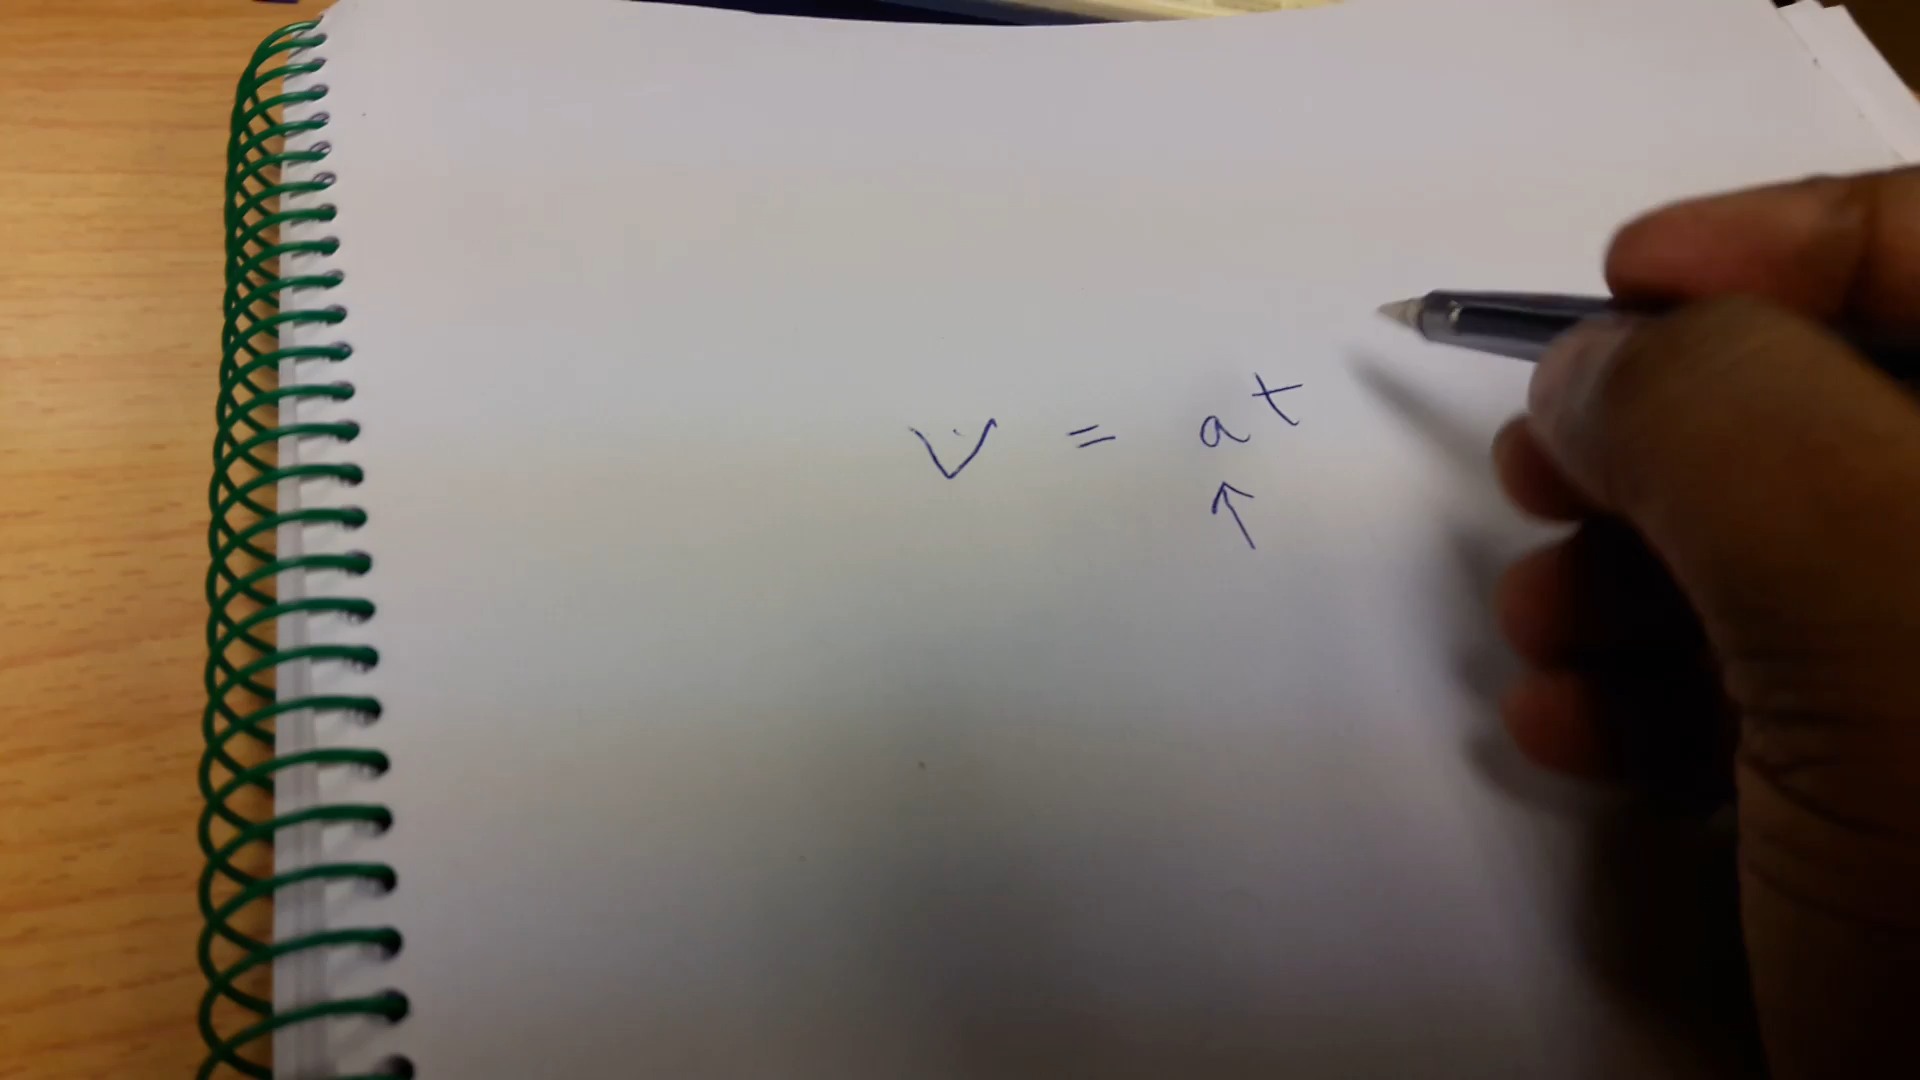 V = at
↑